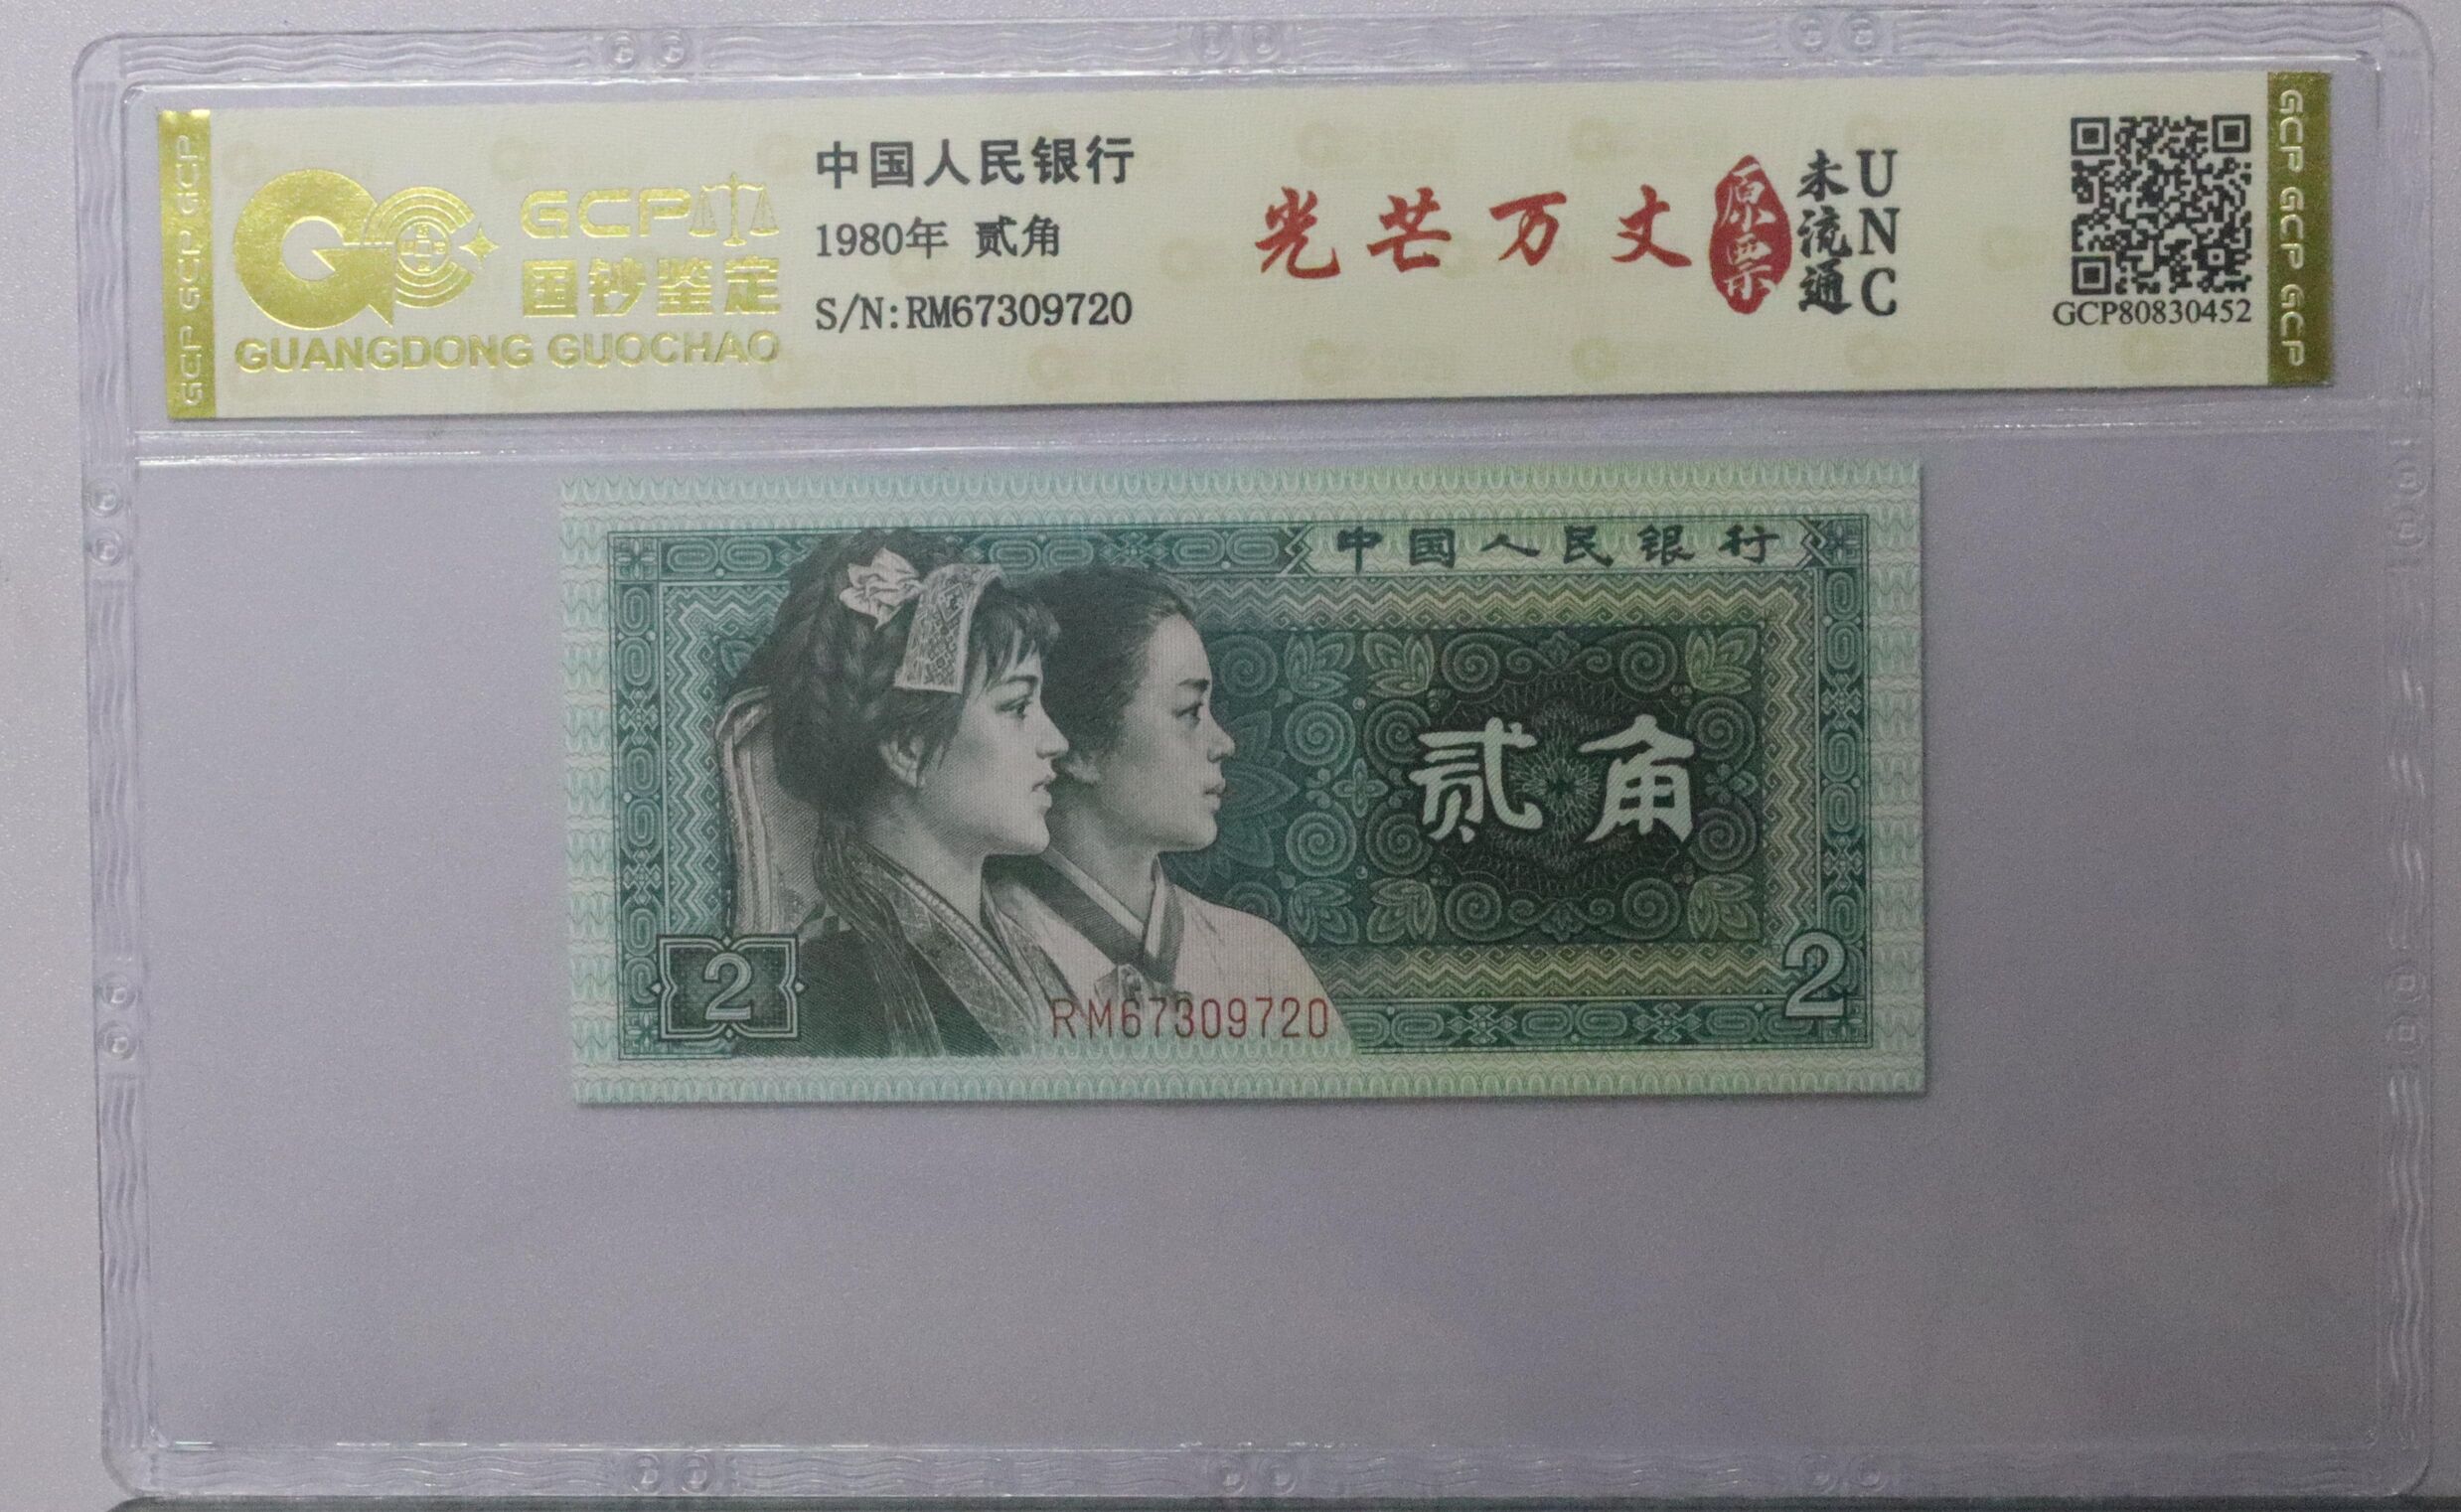 GCP GCP GCP
GCP
国钞鉴定
GUANGDONG GUOCHAO
中国人民银行
1980年 贰角
S/N:RM67309720
光芒万丈
原票
未流通
UNC
GCP80830452
GCP GCP GCP
中国人民银行
贰角
2
RM67309720
2